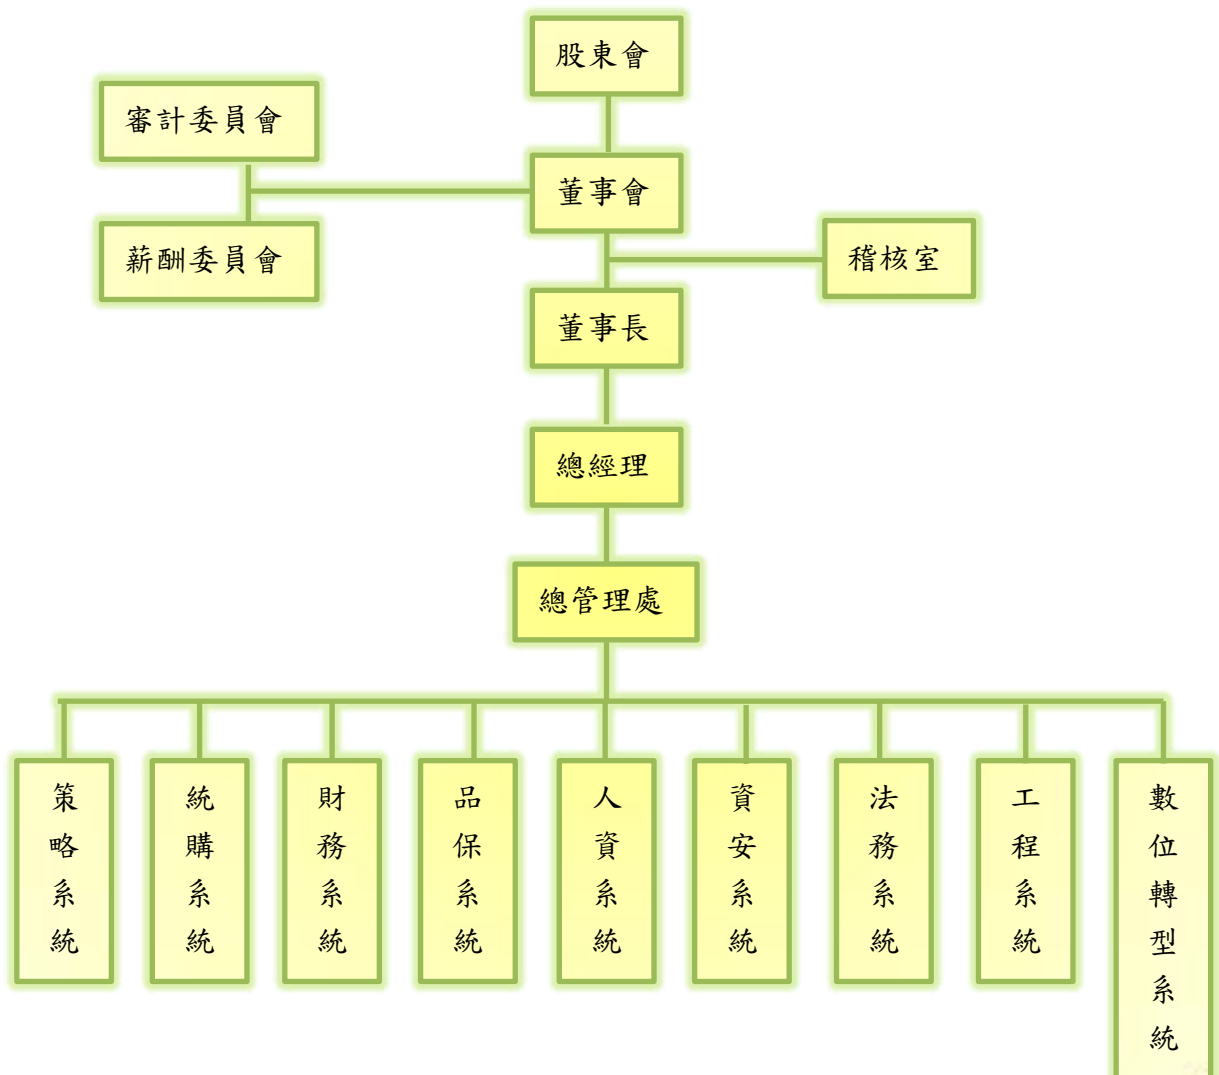 股東會
審計委員會
董事會
薪酬委員會
稽核室
董事長
總經理
總管理處
策略系統
統購系統
財務系統
品保系統
人資系統
資安系統
法務系統
工程系統
數位轉型系統